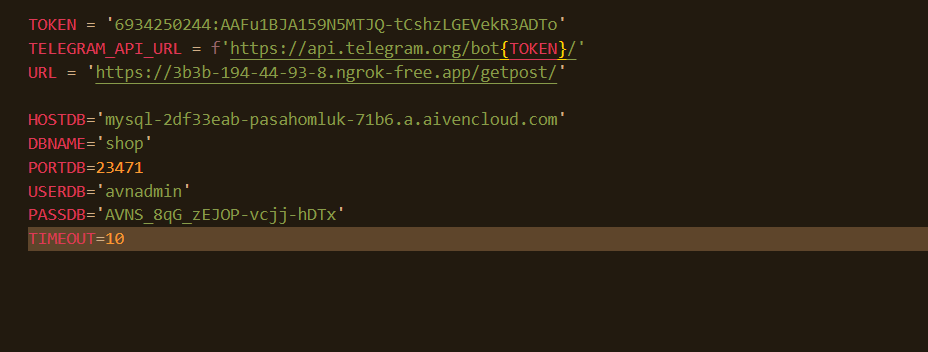 TOKEN = '6934250244:AAFu1BJA159N5MTJQ-tCshzLGEVekR3ADTo'
TELEGRAM_API_URL = f'https://api.telegram.org/bot{TOKEN}/'
URL = 'https://3b3b-194-44-93-8.ngrok-free.app/getpost/'
HOSTDB='mysql-2df33eab-pasahomluk-71b6.a.aivencloud.com'
DBNAME='shop'
PORTDB=23471
USERDB='avnadmin'
PASSDB='AVNS_8qG_zEJOP-vcjj-hDTx'
TIMEOUT=10